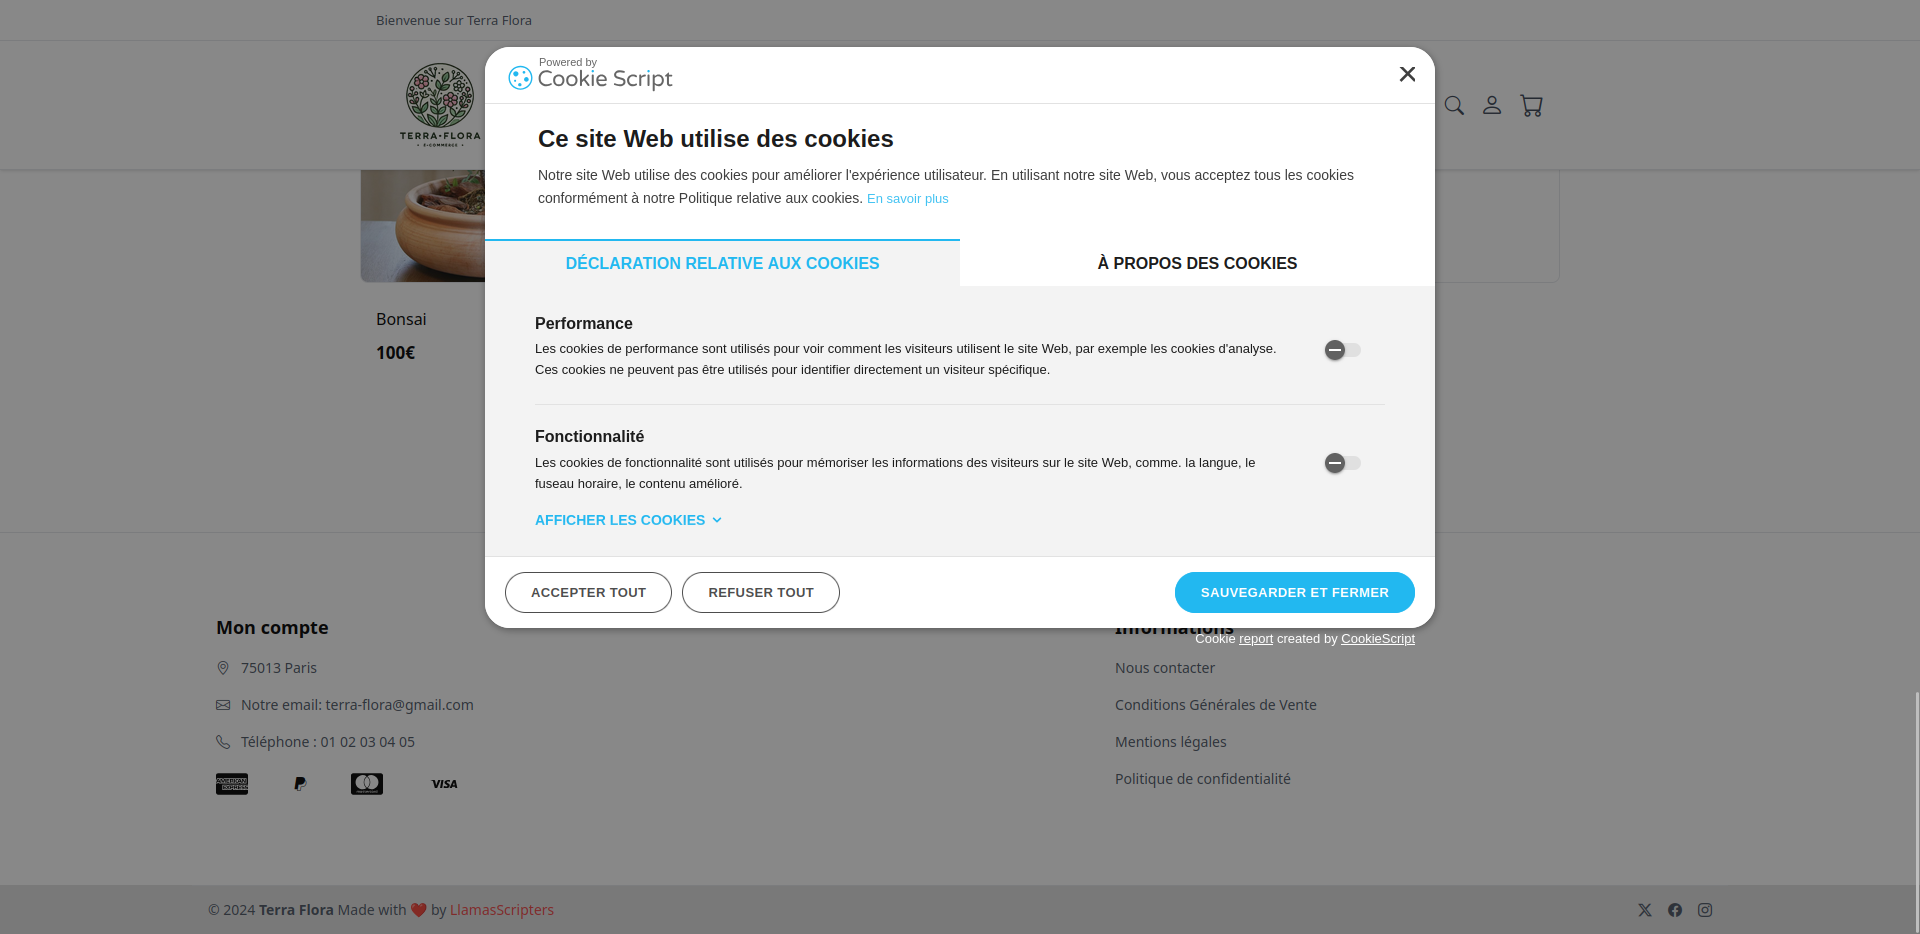 Bienvenue sur Terra Flora
TERRA•FLORA
• E-COMMERCE •
Powered by
Cookie Script
Ce site Web utilise des cookies
Notre site Web utilise des cookies pour améliorer l'expérience utilisateur. En utilisant notre site Web, vous acceptez tous les cookies
conformément à notre Politique relative aux cookies. En savoir plus
DÉCLARATION RELATIVE AUX COOKIES
À PROPOS DES COOKIES
Performance
Les cookies de performance sont utilisés pour voir comment les visiteurs utilisent le site Web, par exemple les cookies d'analyse.
Ces cookies ne peuvent pas être utilisés pour identifier directement un visiteur spécifique.
Fonctionnalité
Les cookies de fonctionnalité sont utilisés pour mémoriser les informations des visiteurs sur le site Web, comme. la langue, le
fuseau horaire, le contenu amélioré.
AFFICHER LES COOKIES
ACCEPTER TOUT
REFUSER TOUT
SAUVEGARDER ET FERMER
Cookie report created by CookieScript
Bonsai
100€
Mon compte
75013 Paris
Notre email: terra-flora@gmail.com
Téléphone : 01 02 03 04 05
AMERICAN
EXPRESS
VISA
Informations
Nous contacter
Conditions Générales de Vente
Mentions légales
Politique de confidentialité
© 2024 Terra Flora Made with ❤️ by LlamasScripters